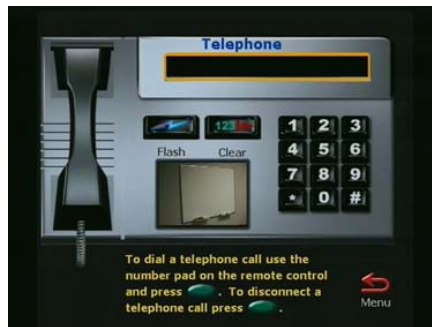 Telephone
123
1 2 3
Flash Clear
4 5 6
7 8 9
* 0 #
To dial a telephone call use the
number pad on the remote control
and press . To disconnect a
telephone call press .
Menu